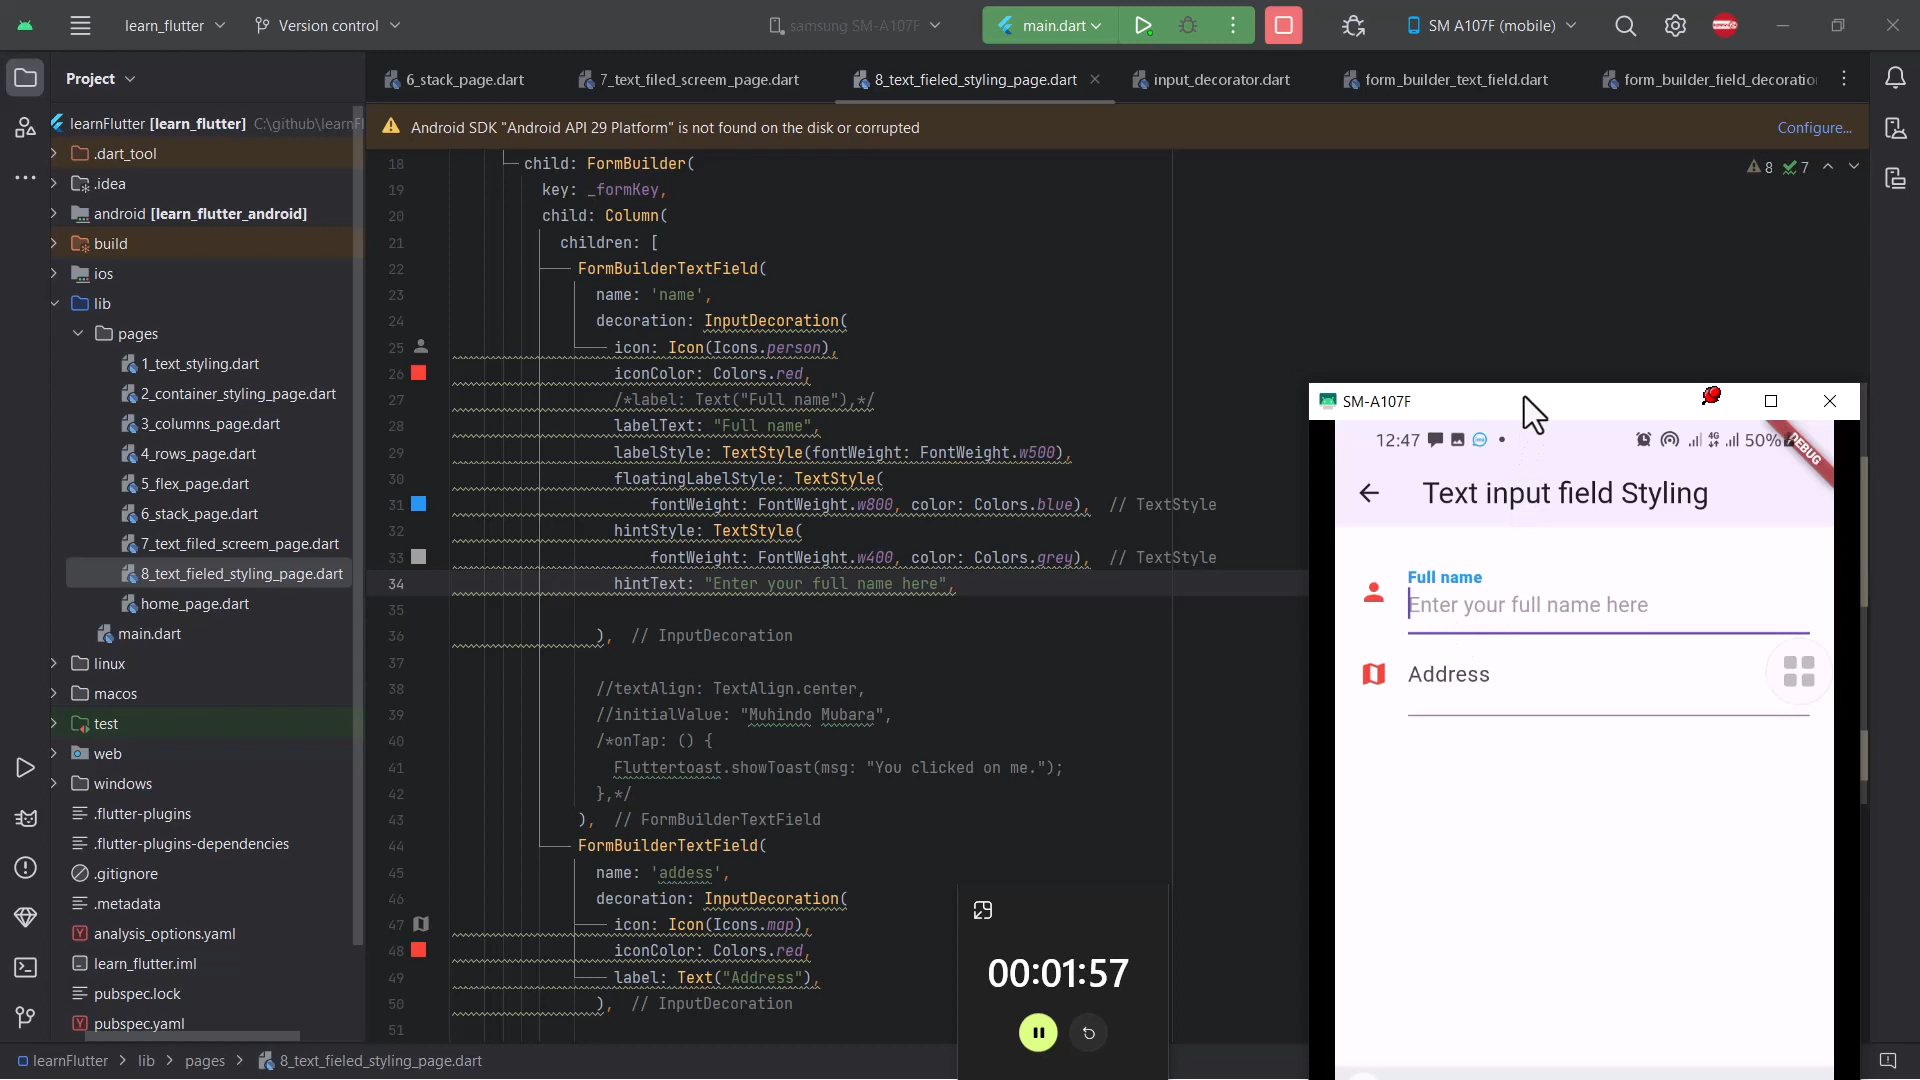 learn_flutter
Version control
samsung SM-A107F
main.dart
SM A107F (mobile)
Project
6_stack_page.dart
7_text_filed_screem_page.dart
8_text_fieled_styling_page.dart
input_decorator.dart
form_builder_text_field.dart
form_builder_field_decoratio
learnFlutter [learn_flutter] C:\github\learnFl
Android SDK "Android API 29 Platform" is not found on the disk or corrupted
Configure...
.dart_tool
.idea
android [learn_flutter_android]
build
ios
lib
pages
1_text_styling.dart
2_container_styling_page.dart
3_columns_page.dart
4_rows_page.dart
5_flex_page.dart
6_stack_page.dart
7_text_filed_screem_page.dart
8_text_fieled_styling_page.dart
home_page.dart
main.dart
linux
macos
test
web
windows
.flutter-plugins
.flutter-plugins-dependencies
.gitignore
.metadata
analysis_options.yaml
learn_flutter.iml
pubspec.lock
pubspec.yaml
8 7
18 child: FormBuilder(
19 key: _formKey,
20 child: Column(
21 children: [
22 FormBuilderTextField(
23 name: 'name',
24 decoration: InputDecoration(
25 icon: Icon(Icons.person),
26 iconColor: Colors.red,
27 /*label: Text("Full name"),*/
28 labelText: "Full name",
29 labelStyle: TextStyle(fontWeight: FontWeight.w500),
30 floatingLabelStyle: TextStyle(
31 fontWeight: FontWeight.w800, color: Colors.blue), // TextStyle
32 hintStyle: TextStyle(
33 fontWeight: FontWeight.w400, color: Colors.grey), // TextStyle
34 hintText: "Enter your full name here",
35
36 ), // InputDecoration
37
38 //textAlign: TextAlign.center,
39 //initialValue: "Muhindo Mubara",
40 /*onTap: () {
41 Fluttertoast.showToast(msg: "You clicked on me.");
42 },*/
43 ), // FormBuilderTextField
44 FormBuilderTextField(
45 name: 'addess',
46 decoration: InputDecoration(
47 icon: Icon(Icons.map),
48 iconColor: Colors.red,
49 label: Text("Address"),
50 ), // InputDecoration
51
SM-A107F
12:47
4G
50%
DEBUG
Text input field Styling
Full name
Enter your full name here
Address
00:01:57
learnFlutter > lib > pages > 8_text_fieled_styling_page.dart